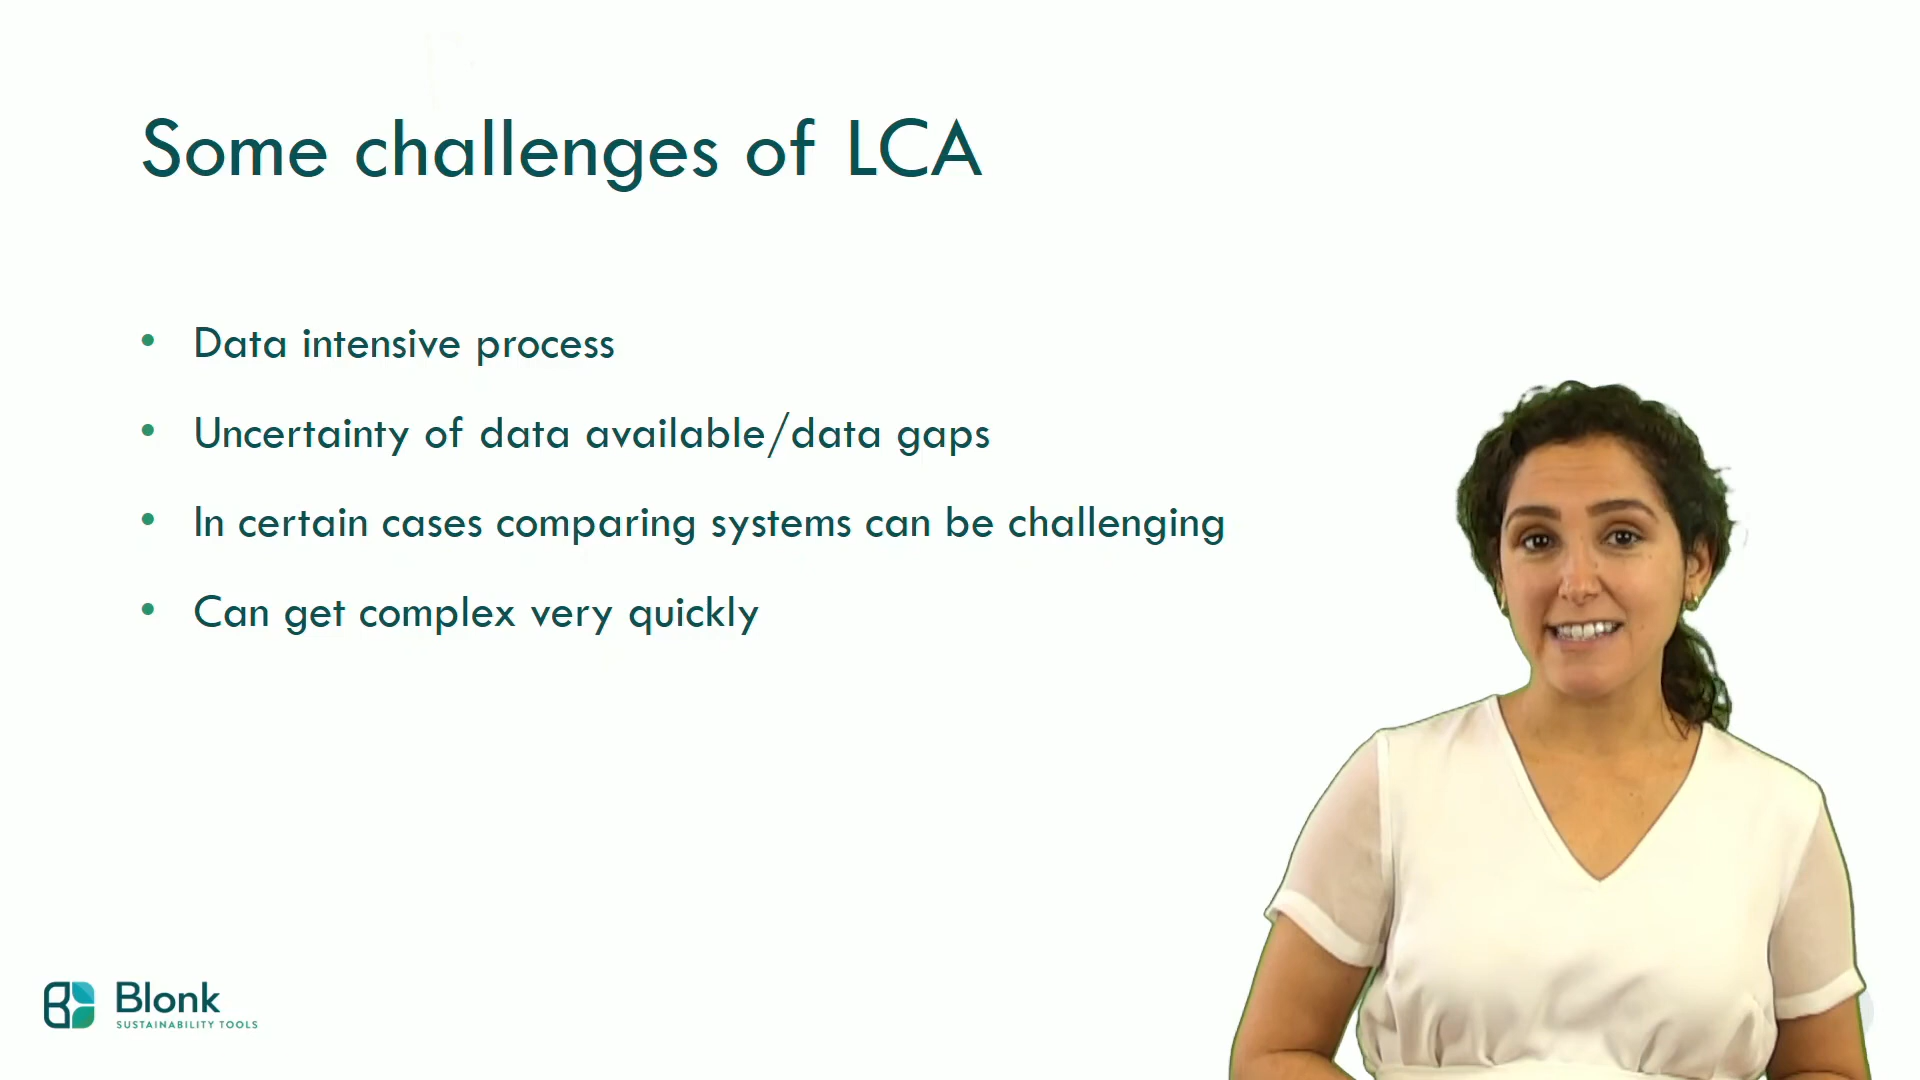 Some challenges of LCA
• Data intensive process
• Uncertainty of data available/data gaps
• In certain cases comparing systems can be challenging
• Can get complex very quickly
Blonk
SUSTAINABILITY TOOLS